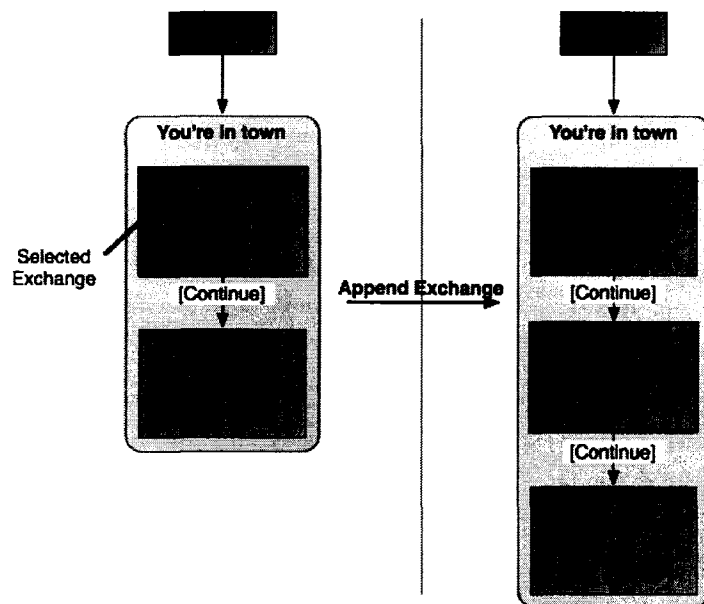 You're in town
You're in town
Selected
Exchange
[Continue]
Append Exchange
[Continue]
[Continue]